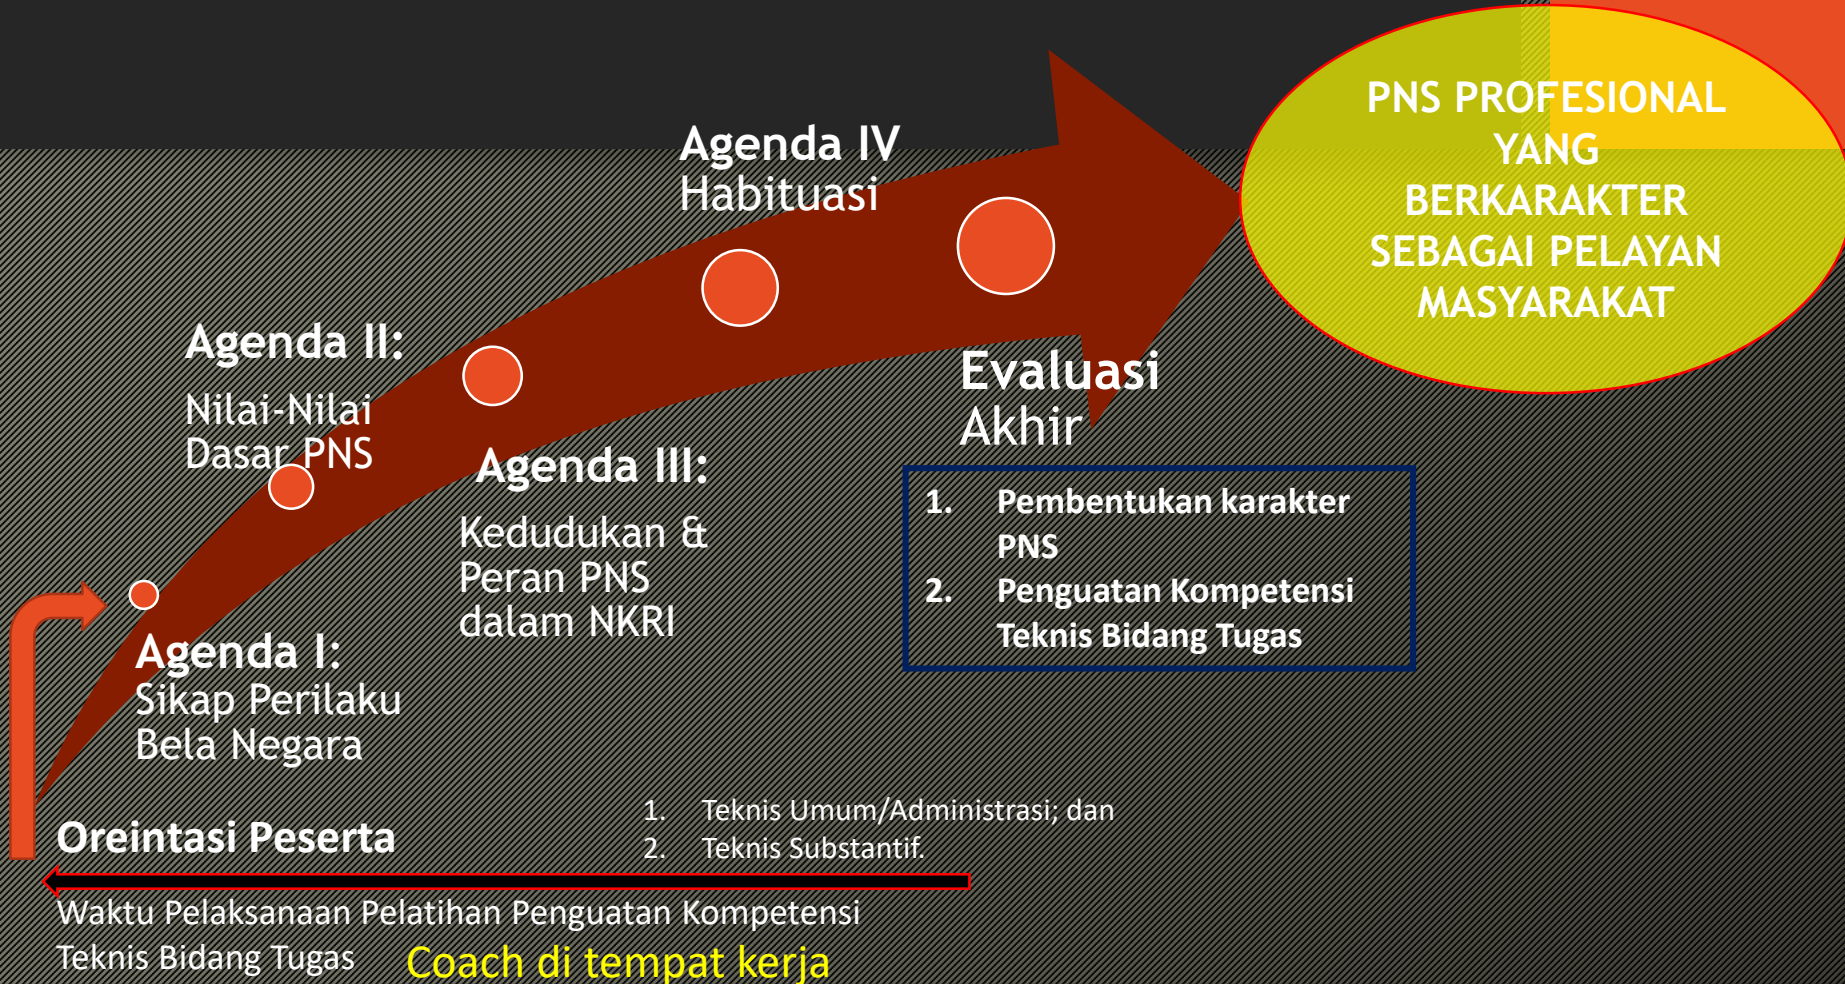 PNS PROFESIONAL
YANG
BERKARAKTER
SEBAGAI PELAYAN
MASYARAKAT
Agenda IV
Habituasi
Agenda II:
Nilai-Nilai
Dasar PNS
Evaluasi
Akhir
Agenda III:
Kedudukan &
Peran PNS
dalam NKRI
1. Pembentukan karakter
PNS
2. Penguatan Kompetensi
Teknis Bidang Tugas
Agenda I:
Sikap Perilaku
Bela Negara
Oreintasi Peserta
1. Teknis Umum/Administrasi; dan
2. Teknis Substantif.
Waktu Pelaksanaan Pelatihan Penguatan Kompetensi
Teknis Bidang Tugas
Coach di tempat kerja